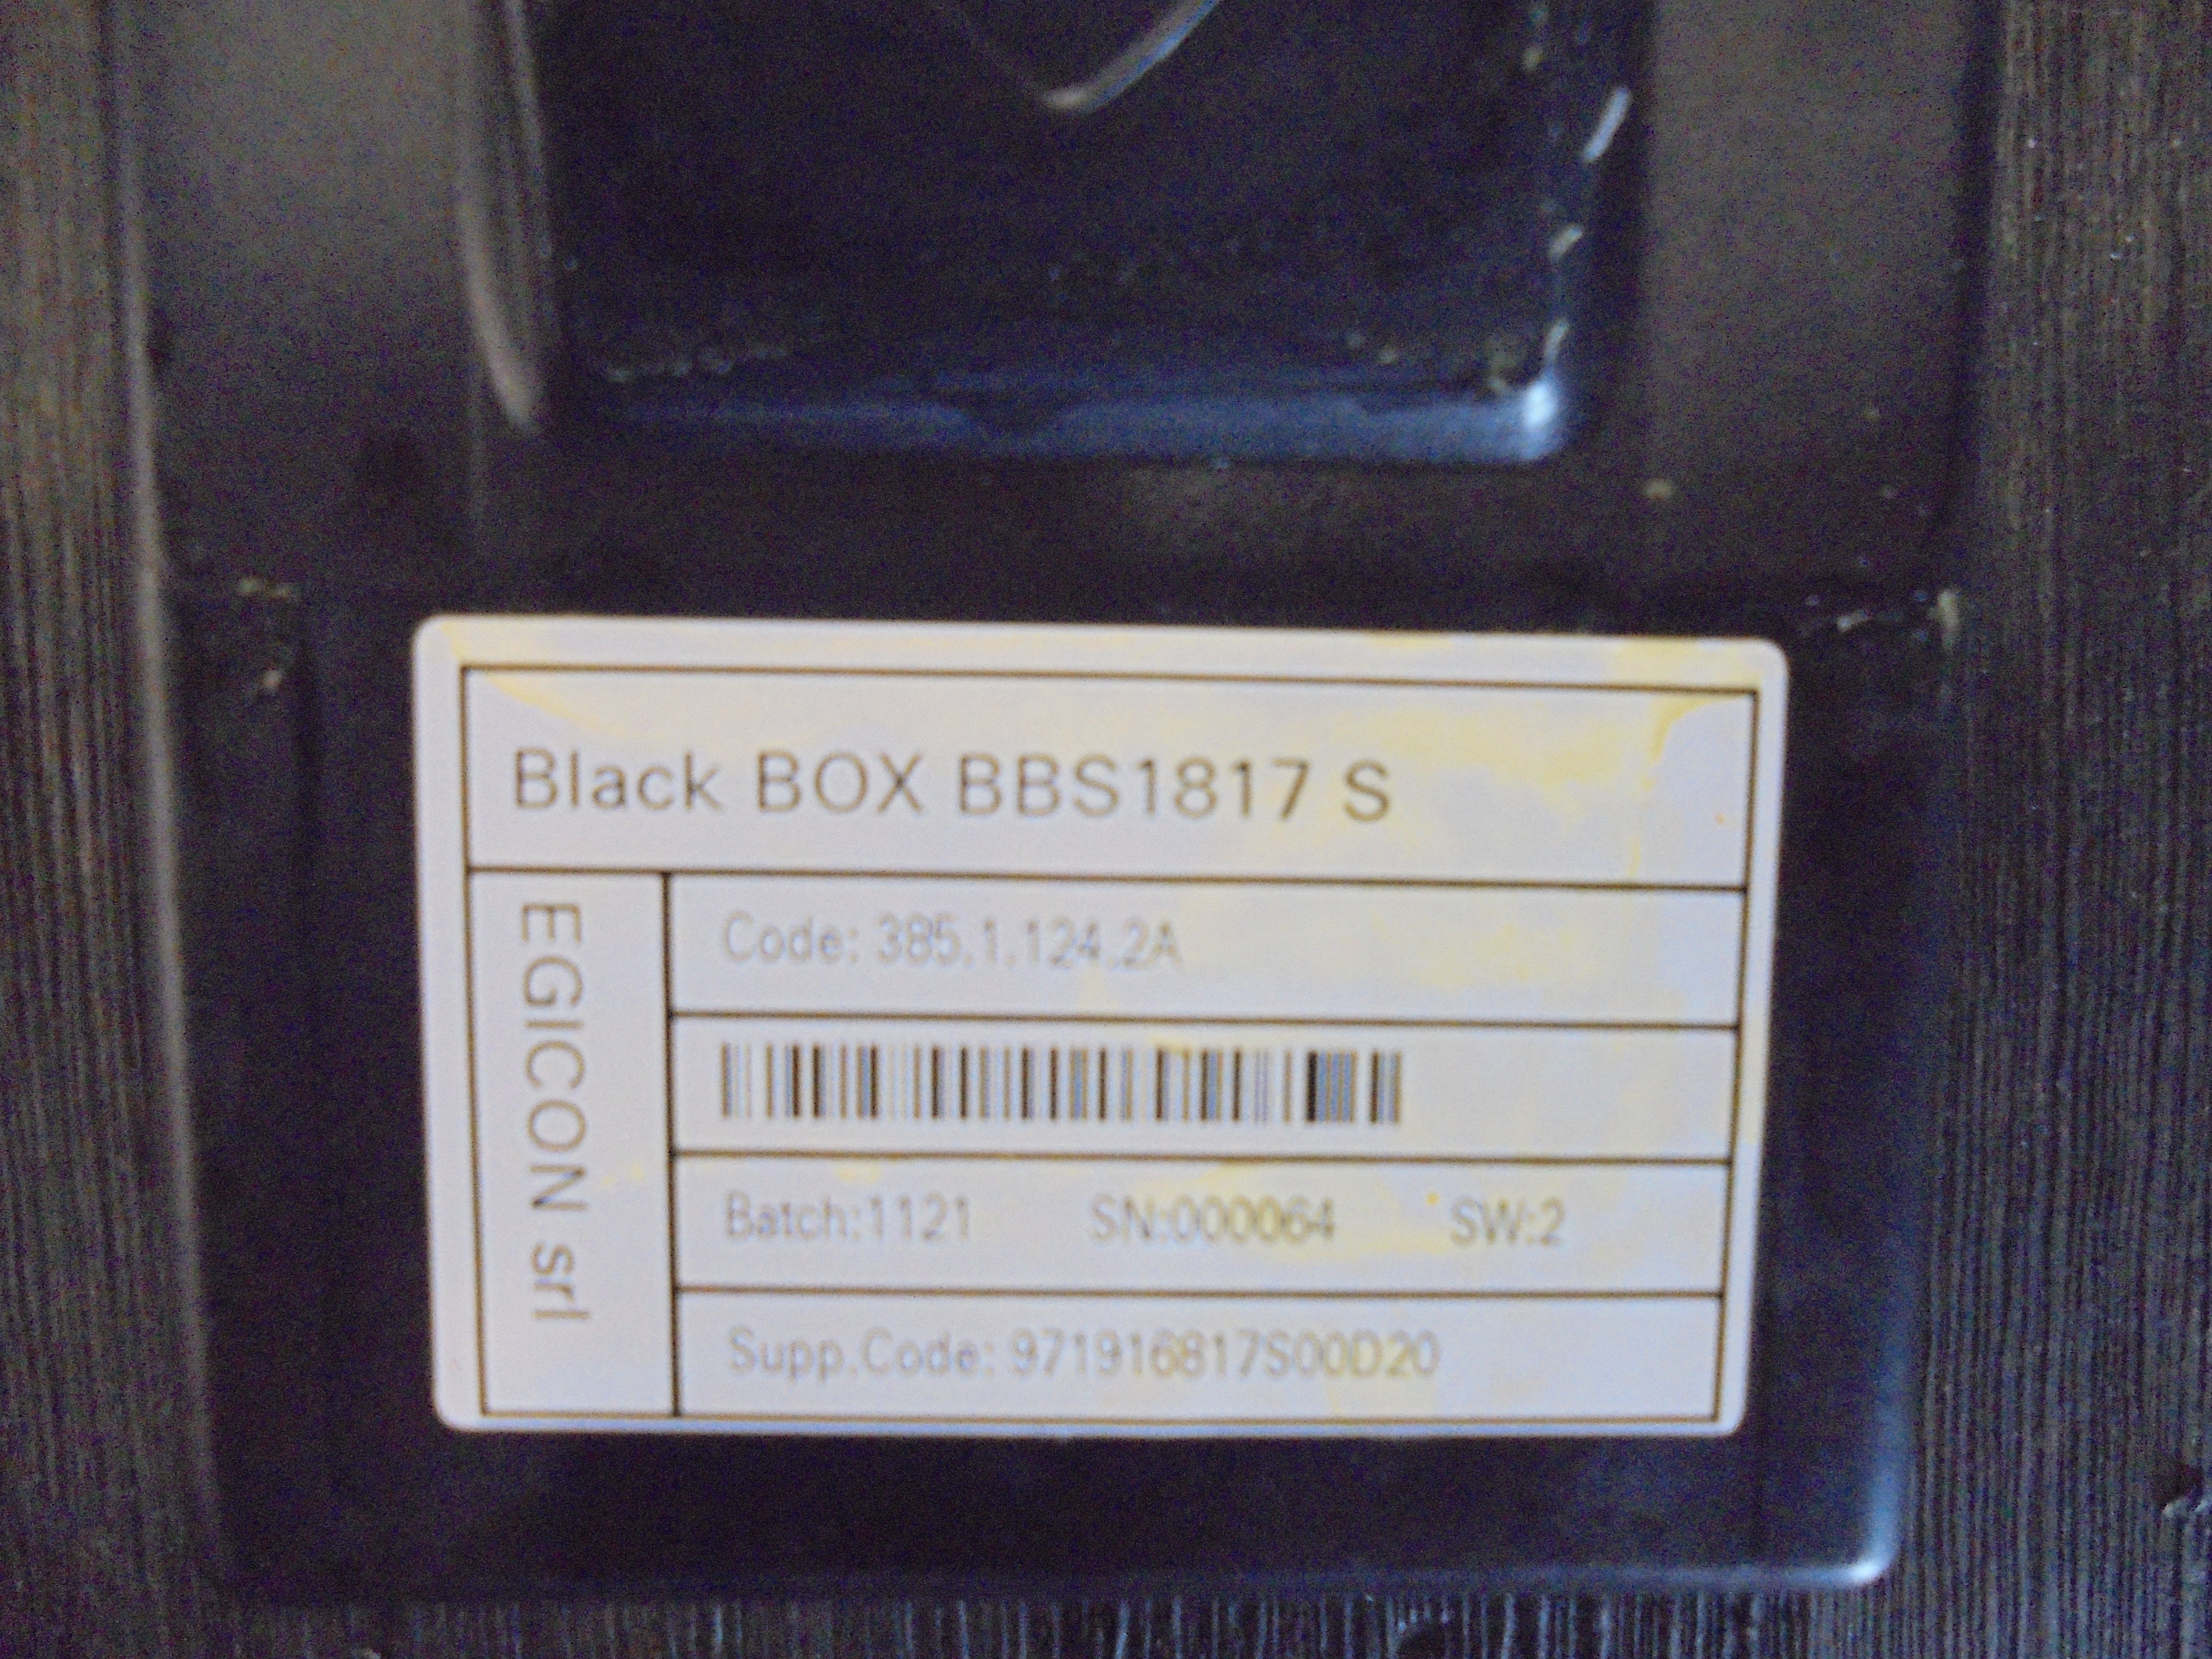 Black BOX BBS1817 S
EGICON srl
Code: 385.1.124.2A
Batch:1121 SN:000064 SW:2
Supp.Code: 971916817S00D20